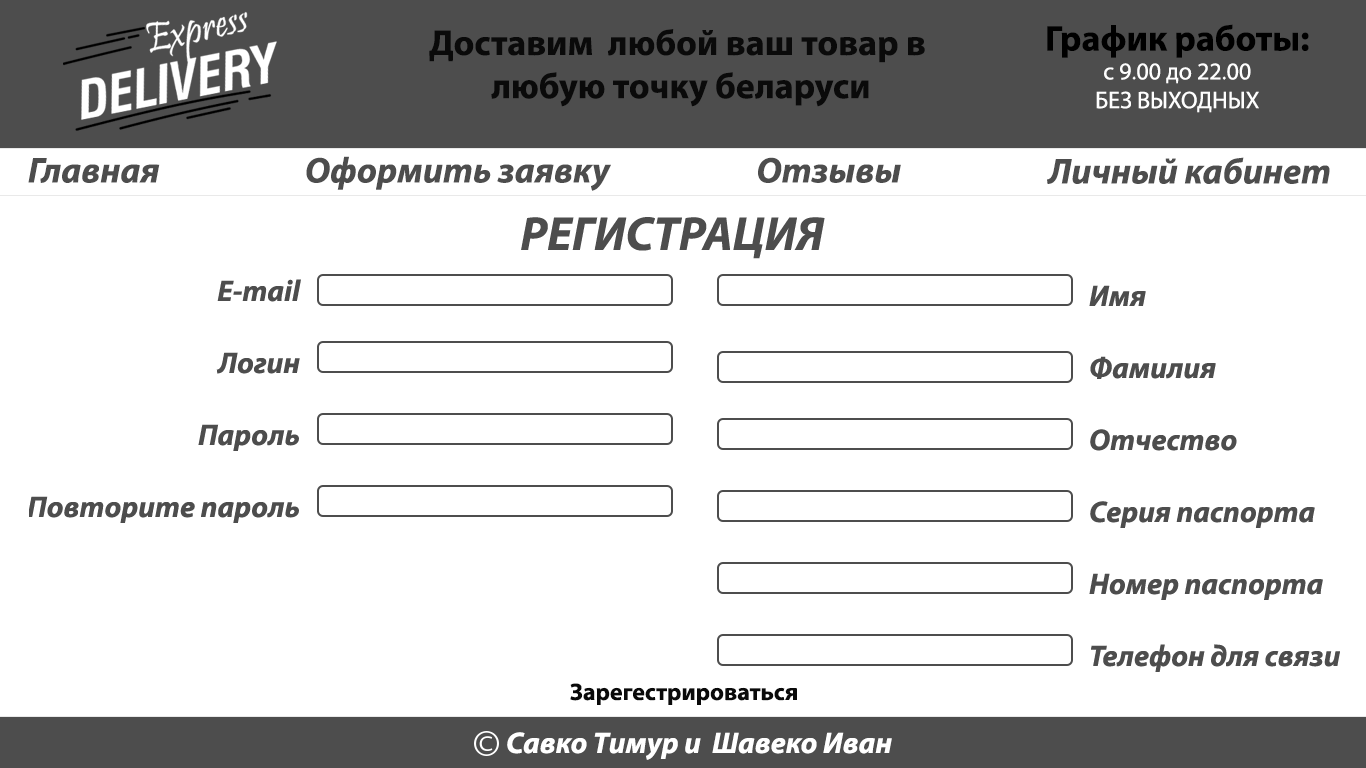 Express
DELIVERY
Доставим любой ваш товар в
любую точку беларуси
График работы:
с 9.00 до 22.00
БЕЗ ВЫХОДНЫХ
Главная
Оформить заявку
Отзывы
Личный кабинет
РЕГИСТРАЦИЯ
E-mail
Логин
Пароль
Повторите пароль
Имя
Фамилия
Отчество
Серия паспорта
Номер паспорта
Телефон для связи
Зарегестрироваться
© Савко Тимур и Шавеко Иван